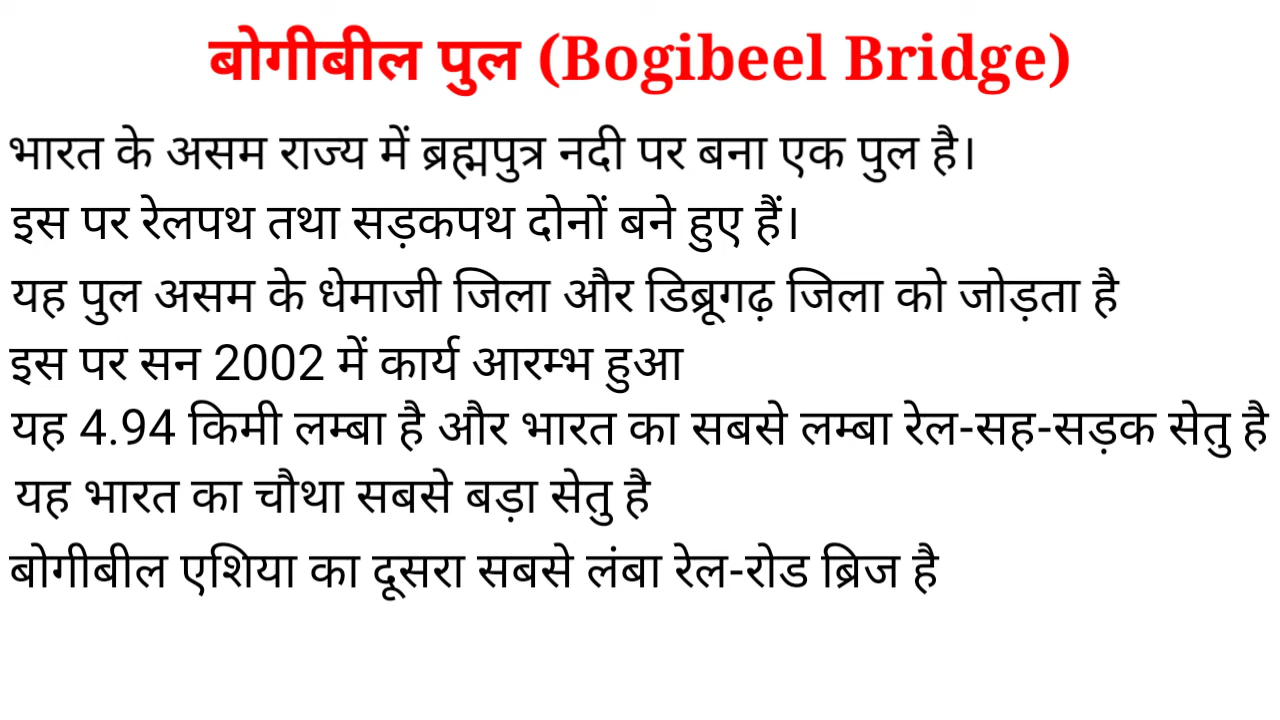 बोगीबील पुल (Bogibeel Bridge)
भारत के असम राज्य में ब्रह्मपुत्र नदी पर बना एक पुल है।
इस पर रेलपथ तथा सड़कपथ दोनों बने हुए हैं।
यह पुल असम के धेमाजी जिला और डिब्रूगढ़ जिला को जोड़ता है
इस पर सन 2002 में कार्य आरम्भ हुआ
यह 4.94 किमी लम्बा है और भारत का सबसे लम्बा रेल-सह-सड़क सेतु है
यह भारत का चौथा सबसे बड़ा सेतु है
बोगीबील एशिया का दूसरा सबसे लंबा रेल-रोड ब्रिज है